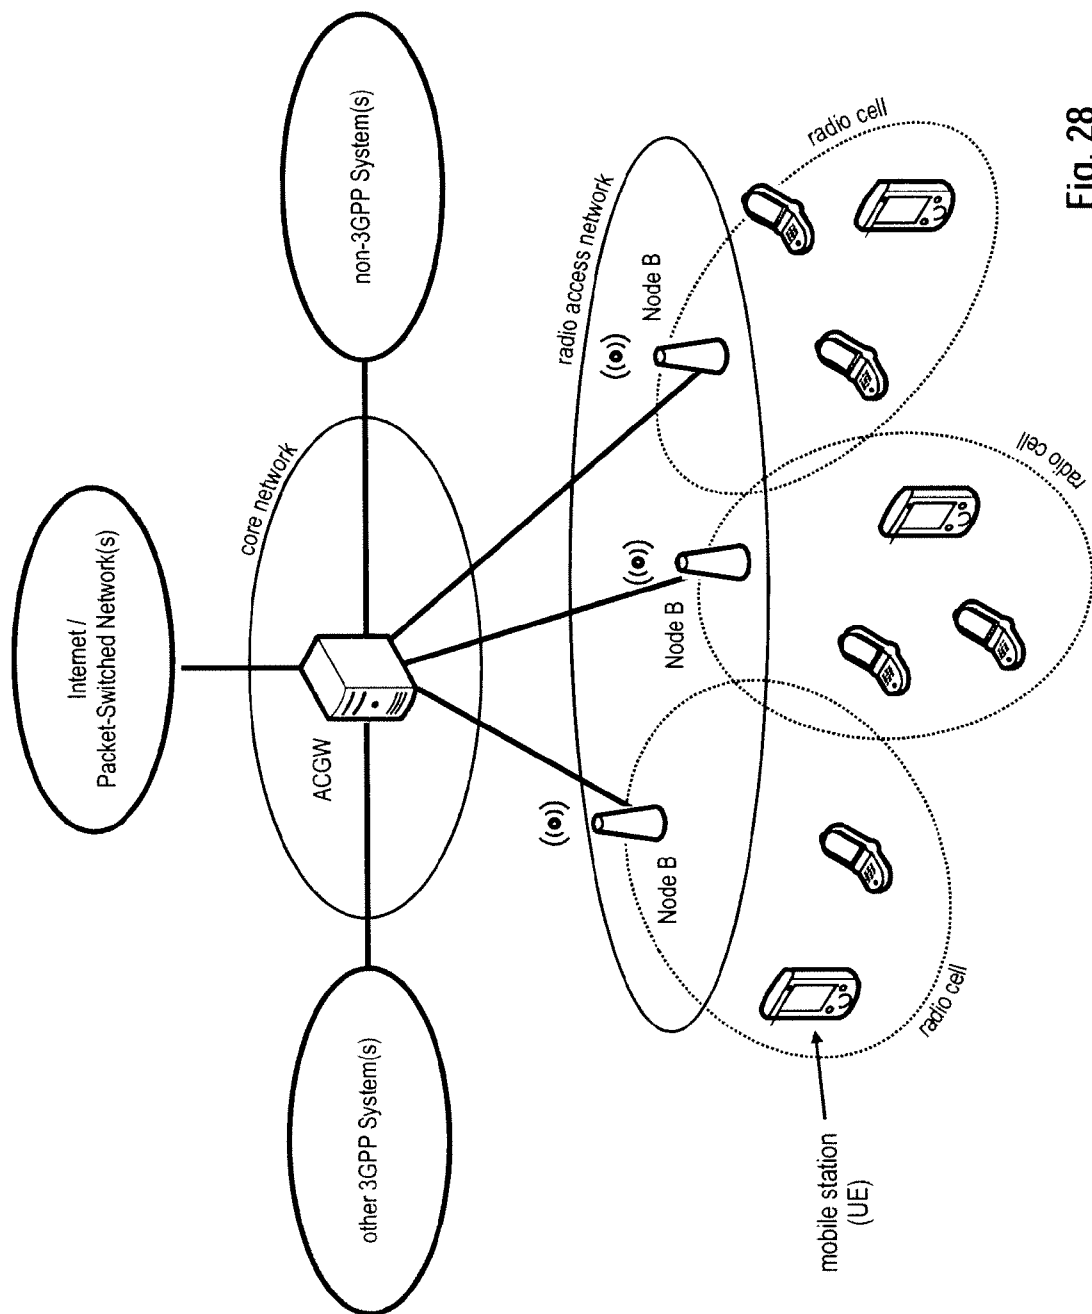 Internet /
Packet-Switched Network(s)
other 3GPP System(s)
core network
ACGW
non-3GPP System(s)
radio access network
Node B
Node B
Node B
radio cell
radio cell
radio cell
mobile station
(UE)
Fig. 28